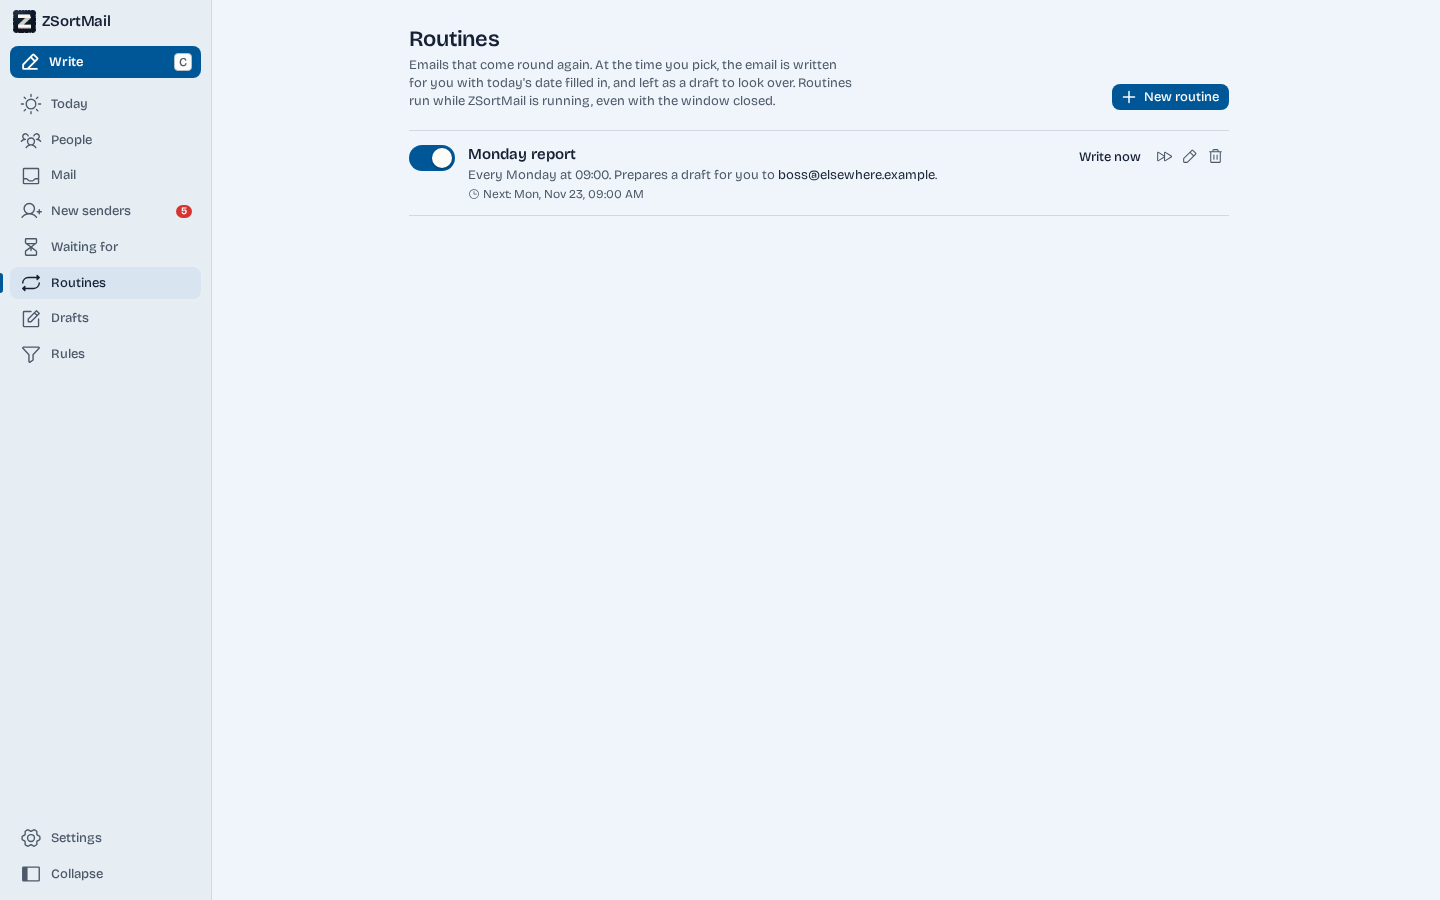 ZSortMail
Write
C
Today
People
Mail
New senders
5
Waiting for
Routines
Drafts
Rules
Settings
Collapse
Routines
Emails that come round again. At the time you pick, the email is written
for you with today's date filled in, and left as a draft to look over. Routines
run while ZSortMail is running, even with the window closed.
New routine
Monday report
Every Monday at 09:00. Prepares a draft for you to boss@elsewhere.example.
Next: Mon, Nov 23, 09:00 AM
Write now